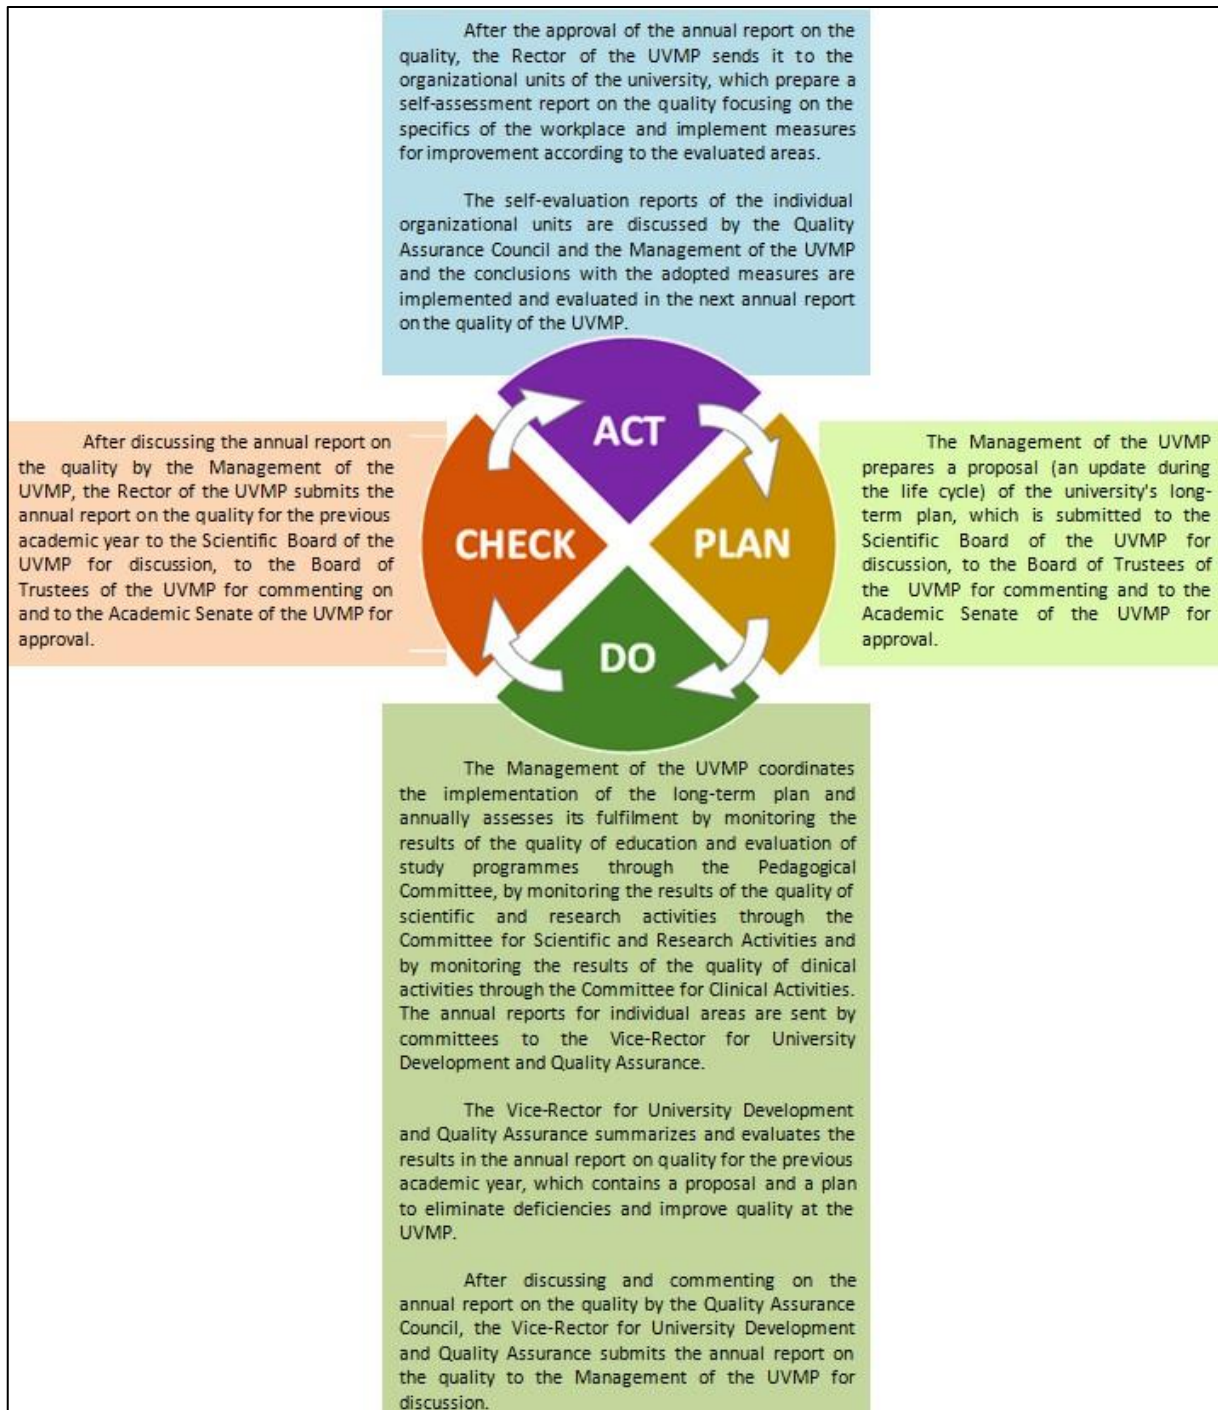 After the approval of the annual report on the
quality, the Rector of the UVMP sends it to the
organizational units of the university, which prepare a
self-assessment report on the quality focusing on the
specifics of the workplace and implement measures
for improvement according to the evaluated areas.
The self-evaluation reports of the individual
organizational units are discussed by the Quality
Assurance Council and the Management of the UVMP
and the conclusions with the adopted measures are
implemented and evaluated in the next annual report
on the quality of the UVMP.
ACT
After discussing the annual report on
the quality by the Management of the
UVMP, the Rector of the UVMP submits the
annual report on the quality for the previous
academic year to the Scientific Board of the
UVMP for discussion, to the Board of
Trustees of the UVMP for commenting on
and to the Academic Senate of the UVMP for
approval.
CHECK
PLAN
The Management of the UVMP
prepares a proposal (an update during
the life cycle) of the university's long-
term plan, which is submitted to the
Scientific Board of the UVMP for
discussion, to the Board of Trustees of
the UVMP for commenting and to the
Academic Senate of the UVMP for
approval.
DO
The Management of the UVMP coordinates
the implementation of the long-term plan and
annually assesses its fulfilment by monitoring the
results of the quality of education and evaluation of
study programmes through the Pedagogical
Committee, by monitoring the results of the quality of
scientific and research activities through the
Committee for Scientific and Research Activities and
by monitoring the results of the quality of clinical
activities through the Committee for Clinical Activities.
The annual reports for individual areas are sent by
committees to the Vice-Rector for University
Development and Quality Assurance.
The Vice-Rector for University Development
and Quality Assurance summarizes and evaluates the
results in the annual report on quality for the previous
academic year, which contains a proposal and a plan
to eliminate deficiencies and improve quality at the
UVMP.
After discussing and commenting on the
annual report on the quality by the Quality Assurance
Council, the Vice-Rector for University Development
and Quality Assurance submits the annual report on
the quality to the Management of the UVMP for
discussion.